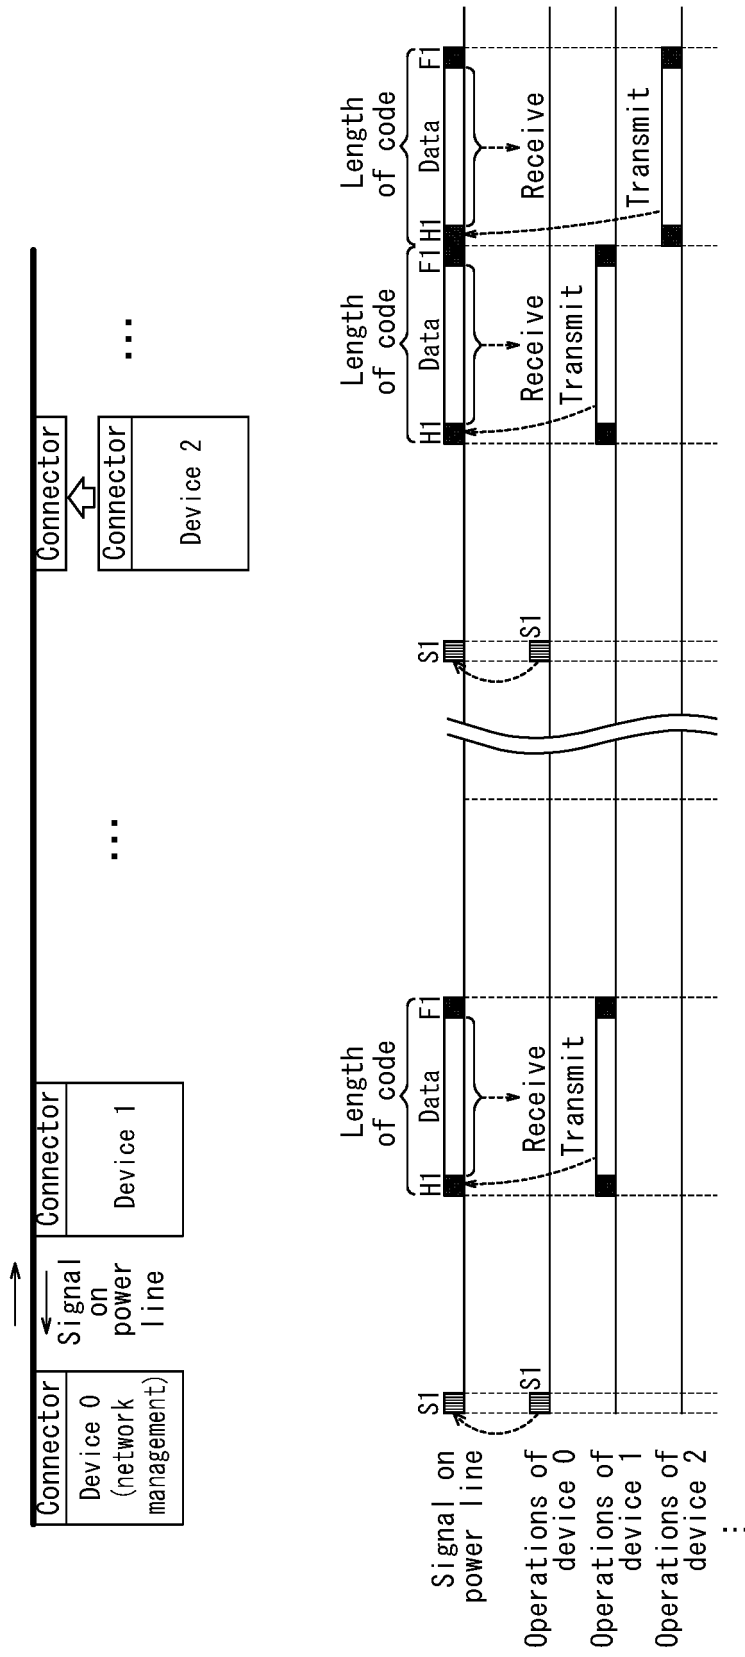 Connector
Device 0
(network
management)
Signal
on
power
line
Connector
Device 1
...
Connector
Connector
Device 2
...
Signal on
power line
S1
Length
of code
H1
Data
F1
S1
Length
of code
H1
Data
F1
Length
of code
H1
Data
F1
Operations of
device 0
S1
Receive
S1
Receive
Receive
Operations of
device 1
Transmit
Transmit
Operations of
device 2
Transmit
...